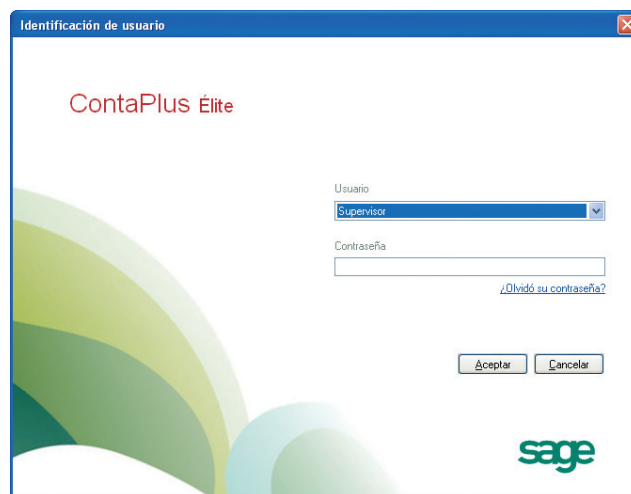 Identificación de usuario
ContaPlus Élite
Usuario
Supervisor
Contraseña
¿Olvidó su contraseña?
Aceptar Cancelar
sage